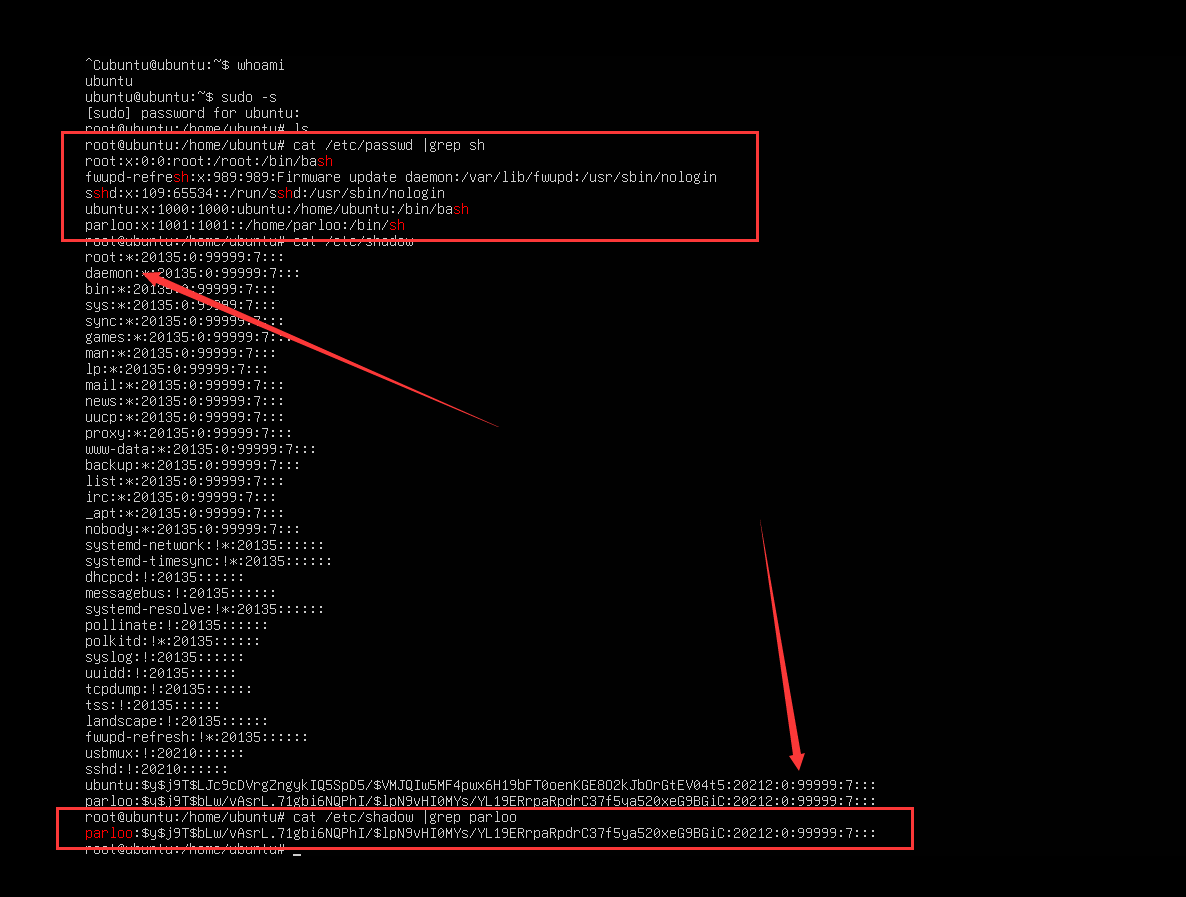 ^Cubuntu@ubuntu:~$ whoami
ubuntu
ubuntu@ubuntu:~$ sudo -s
[sudo] password for ubuntu:
root@ubuntu:/home/ubuntu# ls
root@ubuntu:/home/ubuntu# cat /etc/passwd |grep sh
root:x:0:0:root:/root:/bin/bash
fwupd-refresh:x:989:989:Firmware update daemon:/var/lib/fwupd:/usr/sbin/nologin
sshd:x:109:65534::/run/sshd:/usr/sbin/nologin
ubuntu:x:1000:1000:ubuntu:/home/ubuntu:/bin/bash
parloo:x:1001:1001::/home/parloo:/bin/sh
root@ubuntu:/home/ubuntu# cat /etc/shadow
root:*:20135:0:99999:7:::
daemon:*:20135:0:99999:7:::
bin:*:20135:0:99999:7:::
sys:*:20135:0:99999:7:::
sync:*:20135:0:99999:7:::
games:*:20135:0:99999:7:::
man:*:20135:0:99999:7:::
lp:*:20135:0:99999:7:::
mail:*:20135:0:99999:7:::
news:*:20135:0:99999:7:::
uucp:*:20135:0:99999:7:::
proxy:*:20135:0:99999:7:::
www-data:*:20135:0:99999:7:::
backup:*:20135:0:99999:7:::
list:*:20135:0:99999:7:::
irc:*:20135:0:99999:7:::
_apt:*:20135:0:99999:7:::
nobody:*:20135:0:99999:7:::
systemd-network:!*:20135::::::
systemd-timesync:!*:20135::::::
dhcpcd:!:20135::::::
messagebus:!:20135::::::
systemd-resolve:!*:20135::::::
pollinate:!:20135::::::
polkitd:!*:20135::::::
syslog:!:20135::::::
uuidd:!:20135::::::
tcpdump:!:20135::::::
tss:!:20135::::::
landscape:!:20135::::::
fwupd-refresh:!*:20135::::::
usbmux:!:20210::::::
sshd:!:20210::::::
ubuntu:$y$j9T$LJc9cDVrgZngykIQ5SpD5/$VMJQIw5MF4pwx6H19bFT0oenKGE8O2kJbOrGtEV04t5:20212:0:99999:7:::
parloo:$y$j9T$bLw/vAsrL.71gbi6NQPhI/$lpN9vHI0MYs/YL19ERrpaRpdrC37f5ya520xeG9BGiC:20212:0:99999:7:::
root@ubuntu:/home/ubuntu# cat /etc/shadow |grep parloo
parloo:$y$j9T$bLw/vAsrL.71gbi6NQPhI/$lpN9vHI0MYs/YL19ERrpaRpdrC37f5ya520xeG9BGiC:20212:0:99999:7:::
root@ubuntu:/home/ubuntu# _